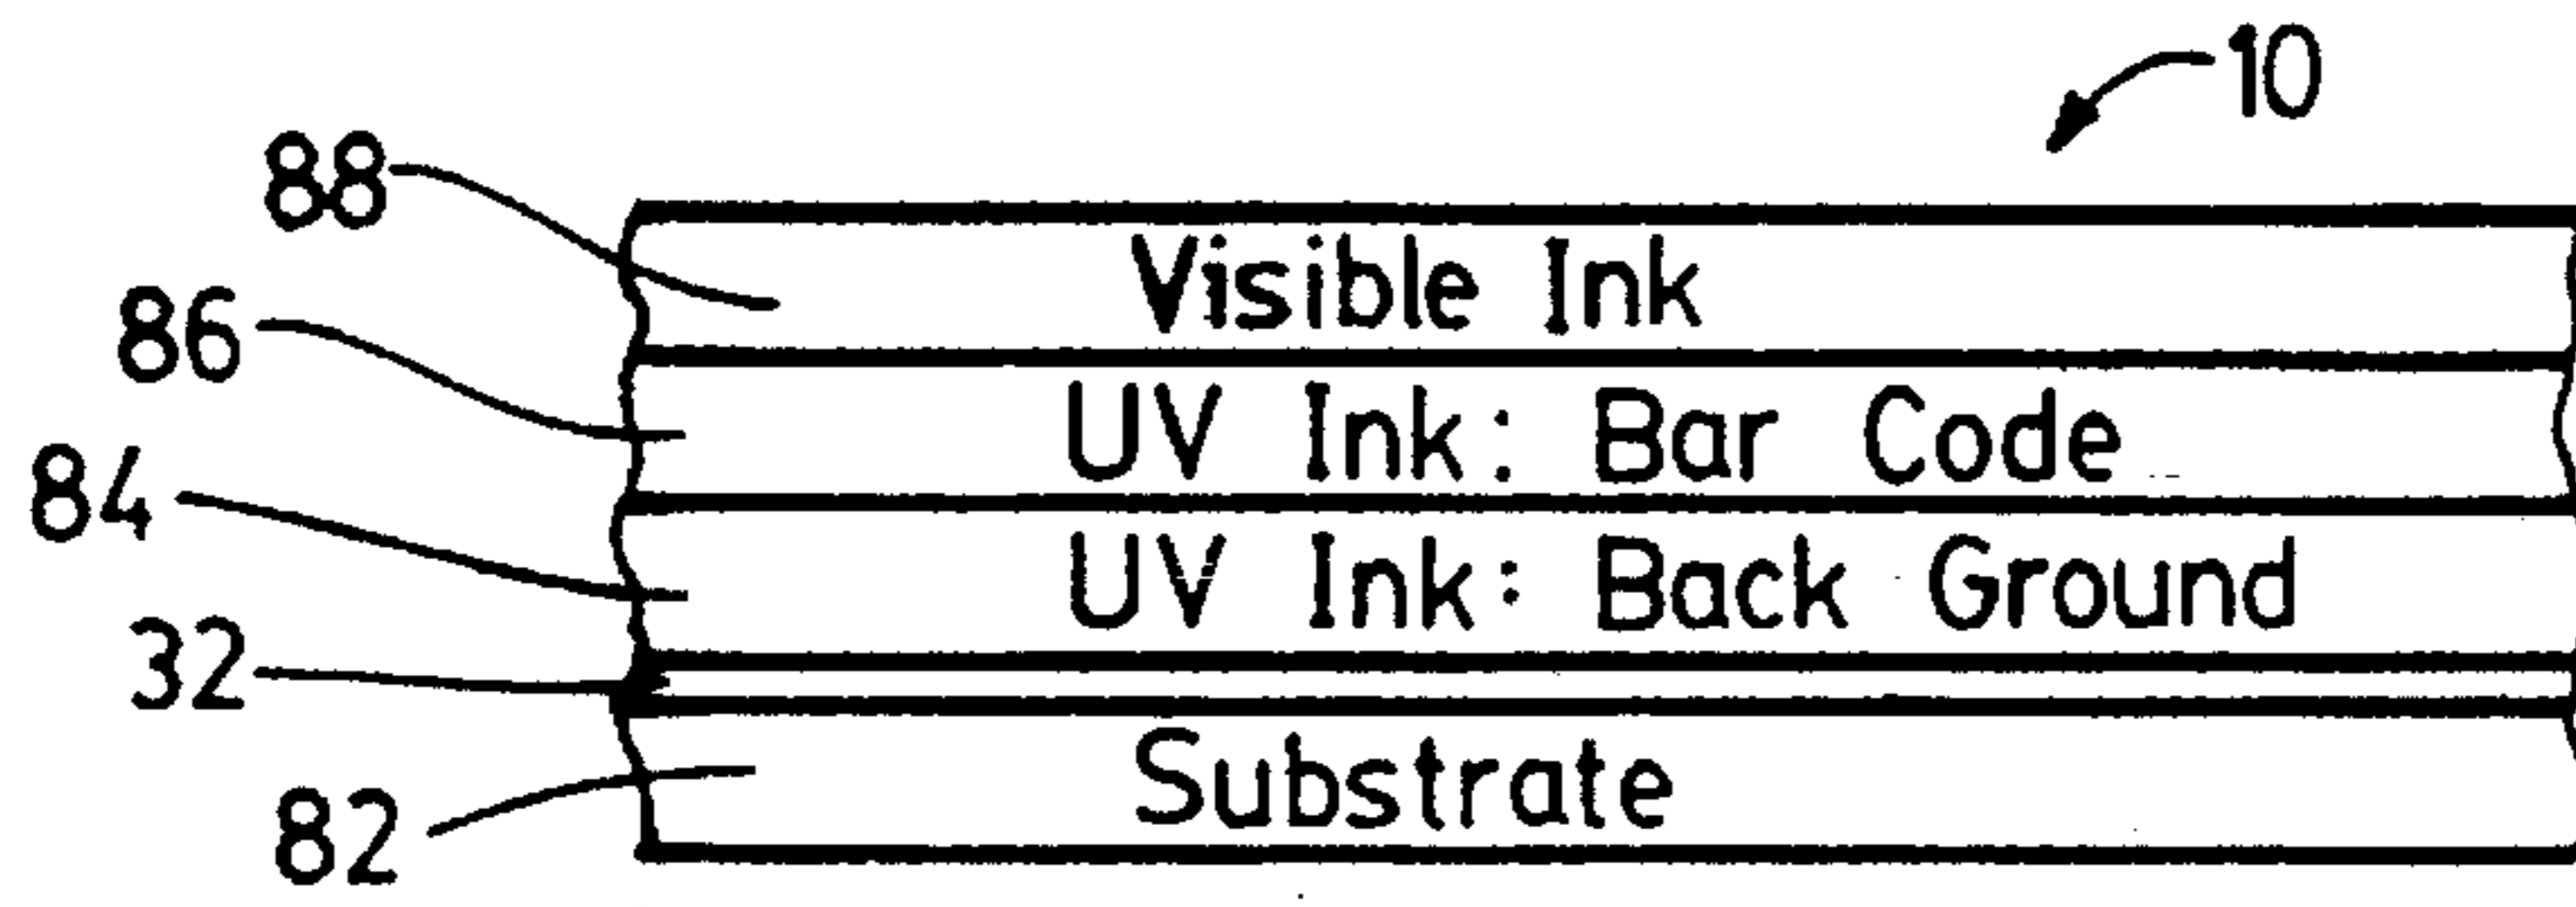 10
88
Visible Ink
86
UV Ink: Bar Code
84
UV Ink: Back Ground
32
82
Substrate